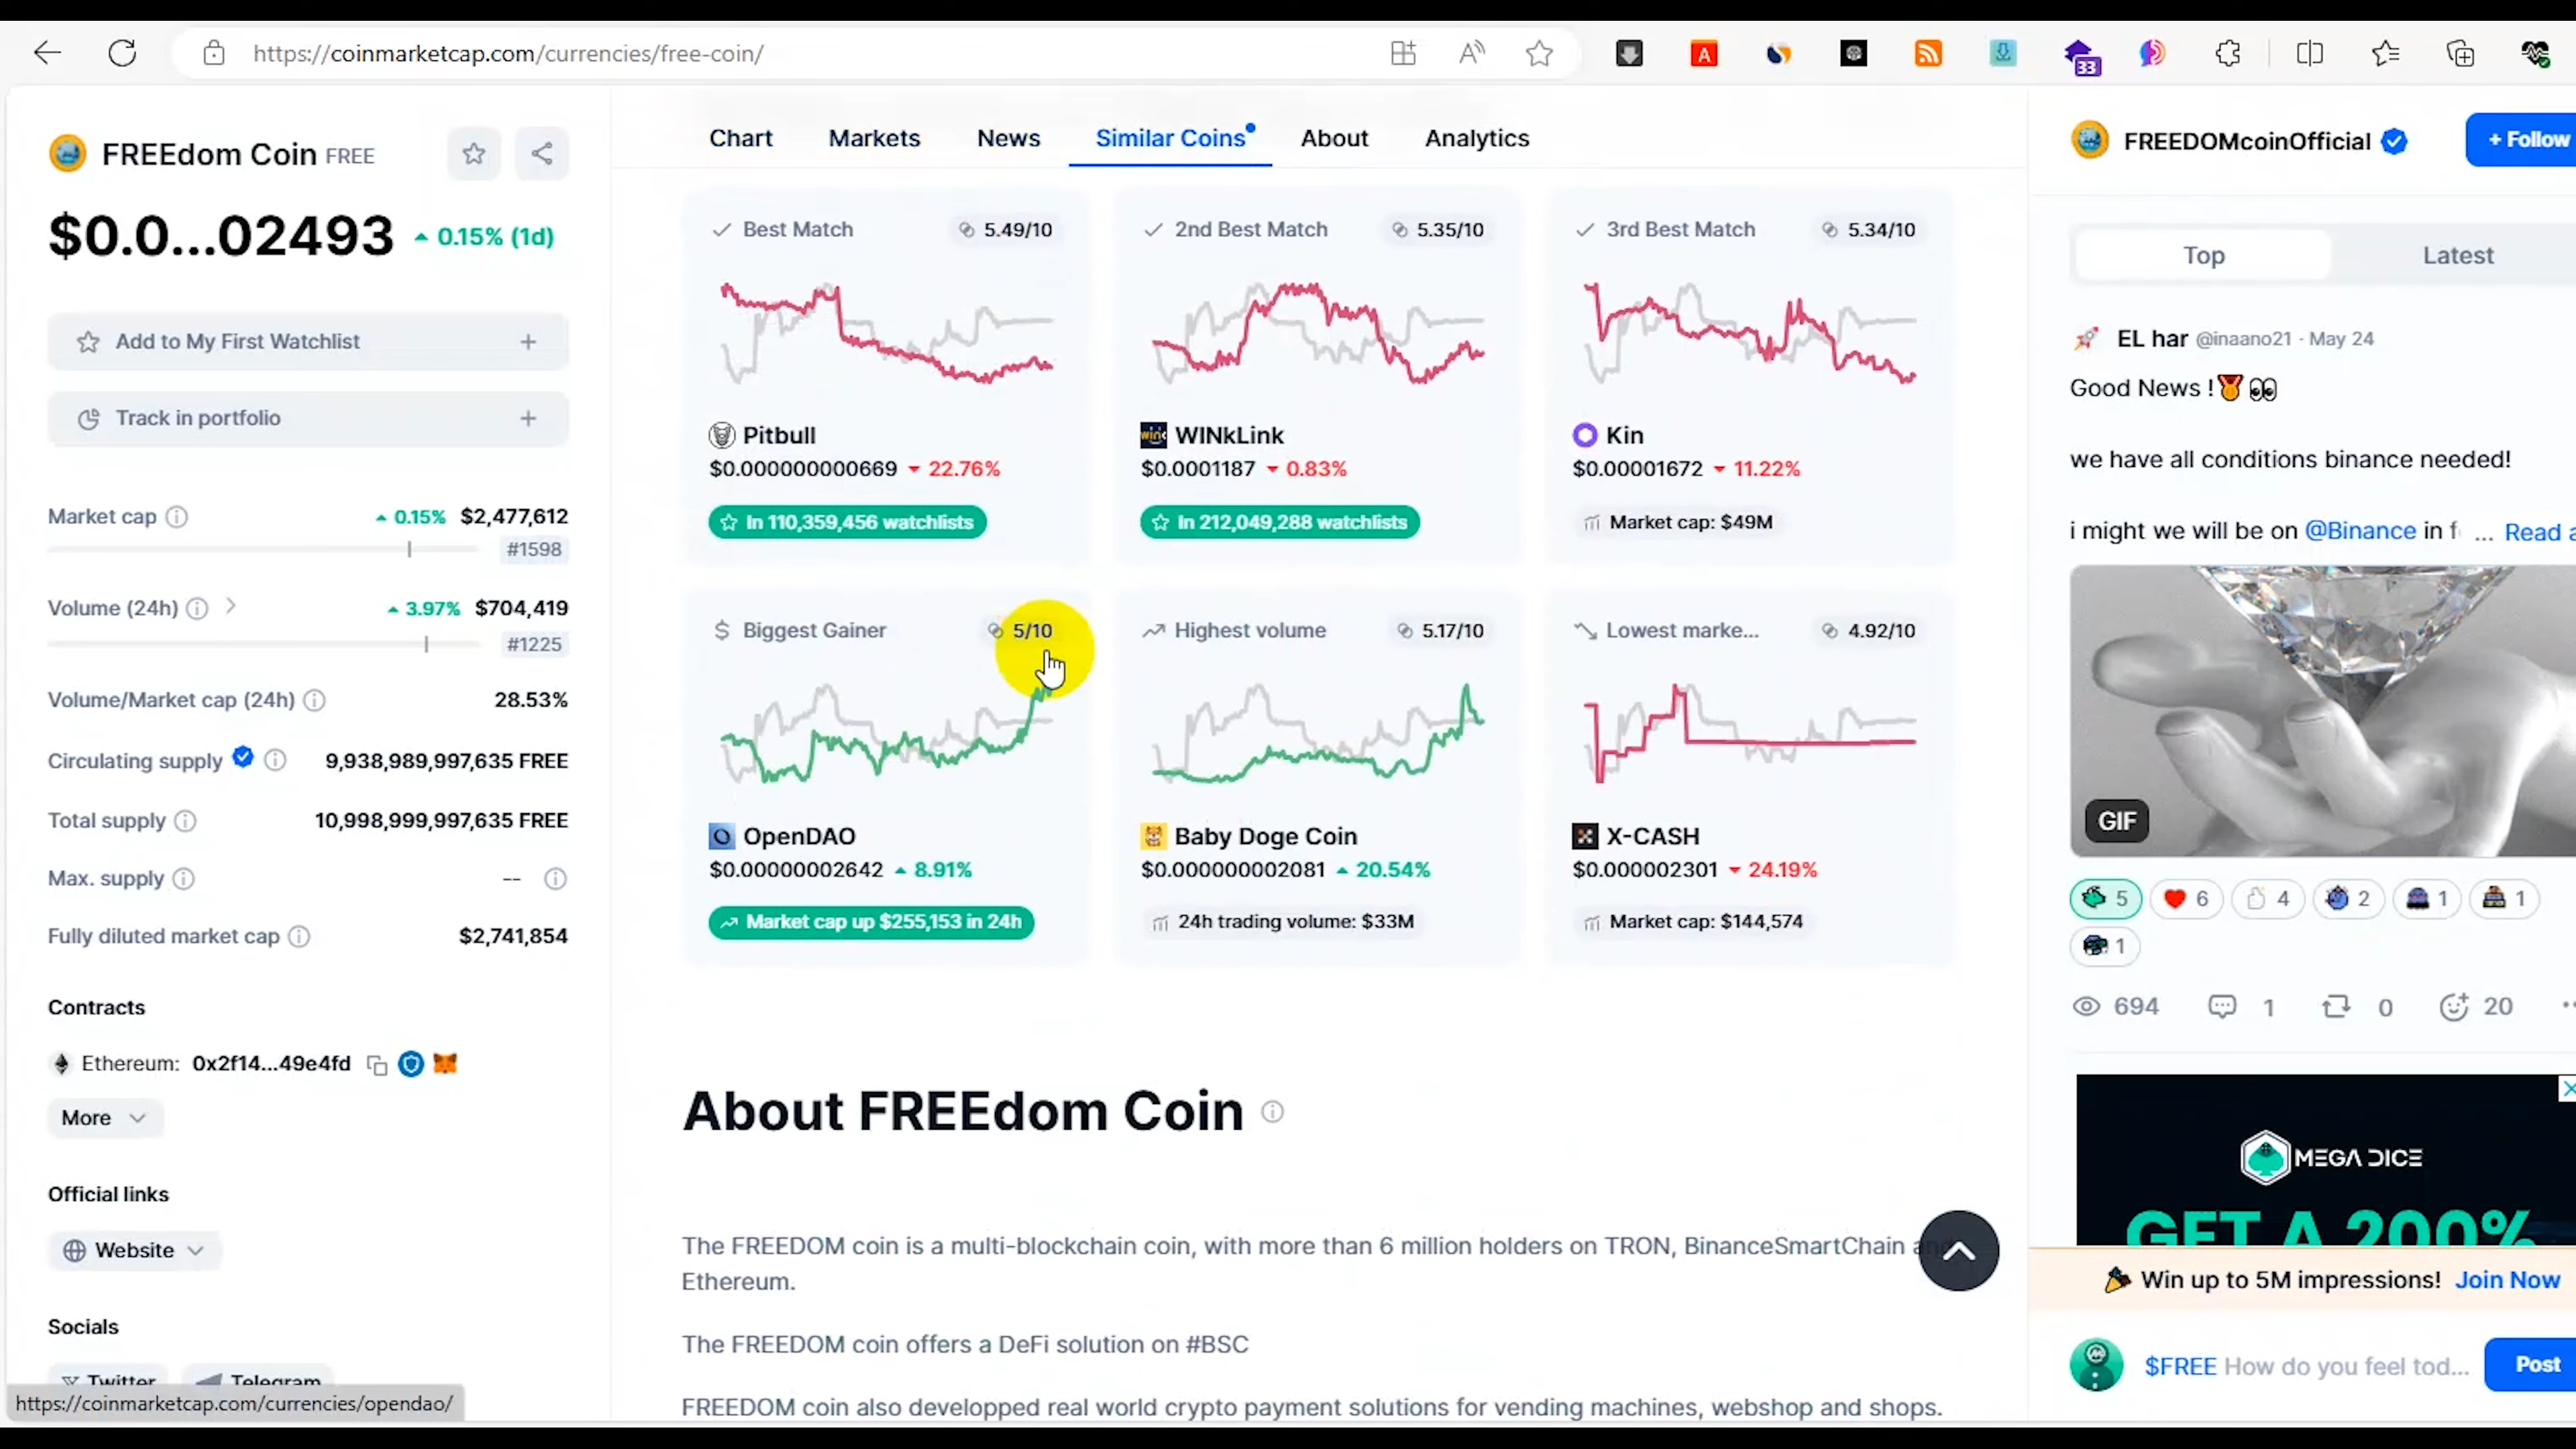 https://coinmarketcap.com/currencies/free-coin/
33
FREEdom Coin FREE
$0.0...02493 0.15% (1d)
Add to My First Watchlist +
Track in portfolio +
Market cap 0.15% $2,477,612
#1598
Volume (24h) 3.97% $704,419
#1225
Volume/Market cap (24h) 28.53%
Circulating supply 9,938,989,997,635 FREE
Total supply 10,998,999,997,635 FREE
Max. supply --
Fully diluted market cap $2,741,854
Contracts
Ethereum: 0x2f14...49e4fd
More
Official links
Website
Socials
Twitter Telegram
https://coinmarketcap.com/currencies/opendao/
Chart Markets News Similar Coins About Analytics
Best Match 5.49/10
Pitbull
$0.000000000669 22.76%
In 110,359,456 watchlists
2nd Best Match 5.35/10
WINkLink
$0.0001187 0.83%
In 212,049,288 watchlists
3rd Best Match 5.34/10
Kin
$0.00001672 11.22%
Market cap: $49M
Biggest Gainer 5/10
OpenDAO
$0.00000002642 8.91%
Market cap up $255,153 in 24h
Highest volume 5.17/10
Baby Doge Coin
$0.000000002081 20.54%
24h trading volume: $33M
Lowest marke... 4.92/10
X-CASH
$0.000002301 24.19%
Market cap: $144,574
About FREEdom Coin
The FREEDOM coin is a multi-blockchain coin, with more than 6 million holders on TRON, BinanceSmartChain and
Ethereum.
The FREEDOM coin offers a DeFi solution on #BSC
FREEDOM coin also developped real world crypto payment solutions for vending machines, webshop and shops.
FREEDOMcoinOfficial + Follow
Top Latest
EL har @inaano21 · May 24
Good News !
we have all conditions binance needed!
i might we will be on @Binance in f ... Read a
GIF
5 6 4 2 1 1
1
694 1 0 20
MEGA DICE
GET A 200%
Win up to 5M impressions! Join Now
$FREE How do you feel tod... Post